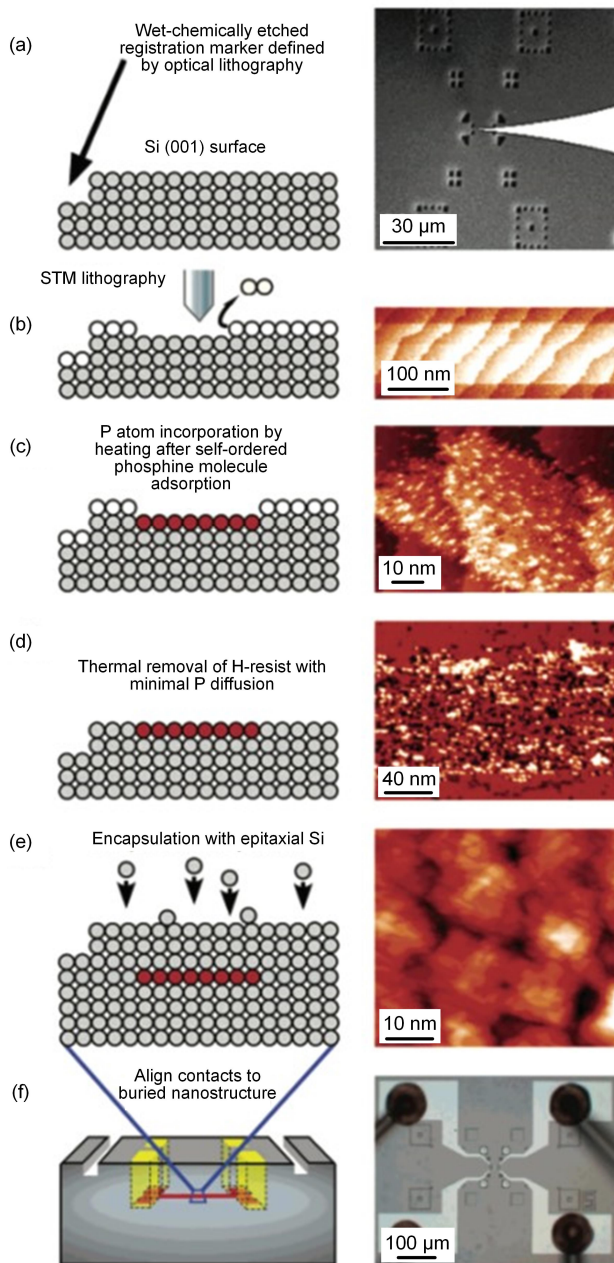 (a)
Wet-chemically etched
registration marker defined
by optical lithography
Si (001) surface
30 µm
STM lithography
(b)
100 nm
(c)
P atom incorporation by
heating after self-ordered
phosphine molecule
adsorption
10 nm
(d)
Thermal removal of H-resist with
minimal P diffusion
40 nm
(e)
Encapsulation with epitaxial Si
10 nm
(f)
Align contacts to
buried nanostructure
100 µm